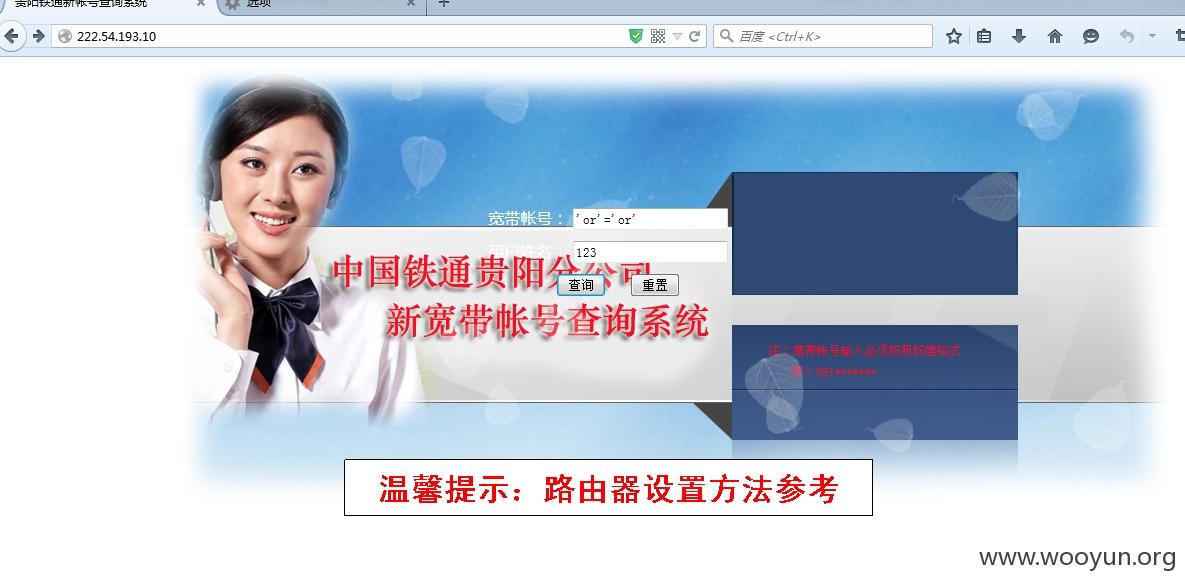 贵阳铁通新帐号查询系统
选项
222.54.193.10
百度 <Ctrl+K>
宽带帐号： 'or'='or'
用户姓名： 123
查询 重置
中国铁通贵阳分公司
新宽带帐号查询系统
注：宽带帐号输入必须按照标准格式
如：851*******
温馨提示：路由器设置方法参考
www.wooyun.org